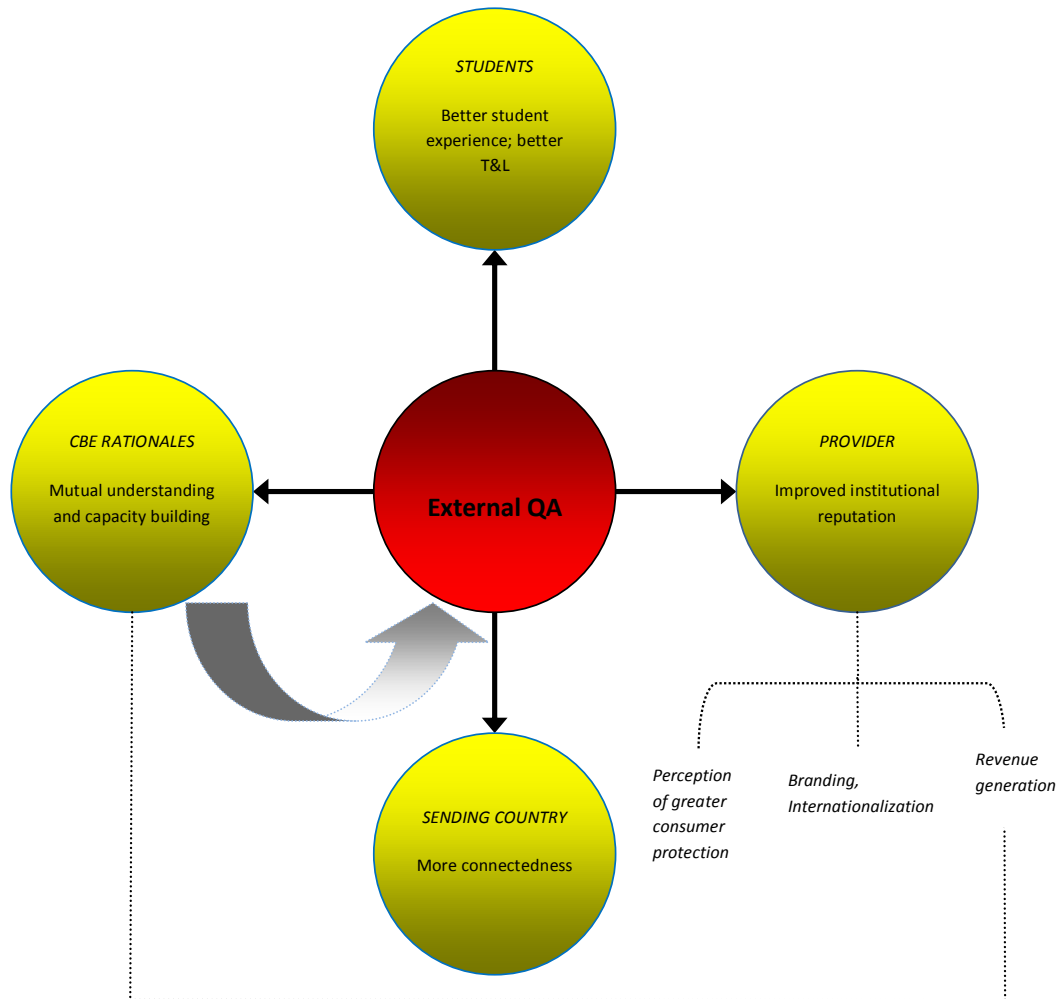 STUDENTS
Better student
experience; better
T&L
CBE RATIONALES
Mutual understanding
and capacity building
External QA
PROVIDER
Improved institutional
reputation
SENDING COUNTRY
More connectedness
Perception
of greater
consumer
protection
Branding,
Internationalization
Revenue
generation